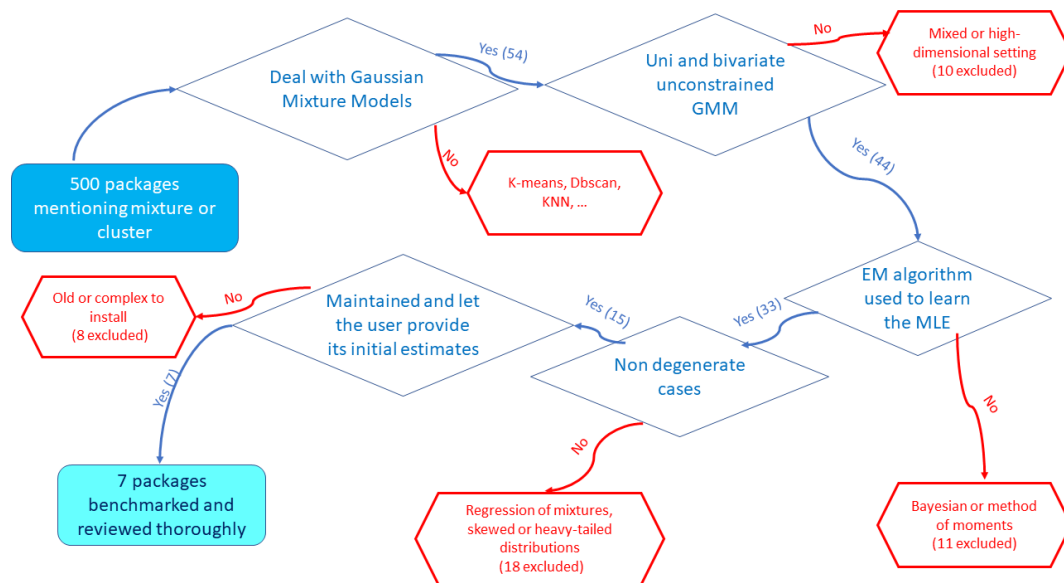 500 packages
mentioning mixture or
cluster
Deal with Gaussian
Mixture Models
Yes (54)
No
K-means, Dbscan,
KNN, ...
Uni and bivariate
unconstrained
GMM
No
Mixed or high-
dimensional setting
(10 excluded)
Yes (44)
EM algorithm
used to learn
the MLE
No
Bayesian or method
of moments
(11 excluded)
Yes (33)
Non degenerate
cases
No
Regression of mixtures,
skewed or heavy-tailed
distributions
(18 excluded)
Yes (15)
Maintained and let
the user provide
its initial estimates
No
Old or complex to
install
(8 excluded)
Yes (7)
7 packages
benchmarked and
reviewed thoroughly